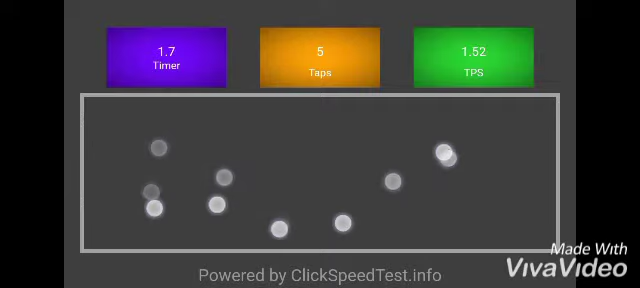 1.7
Timer
5
Taps
1.52
TPS
Powered by ClickSpeedTest.info
Made With
VivaVideo